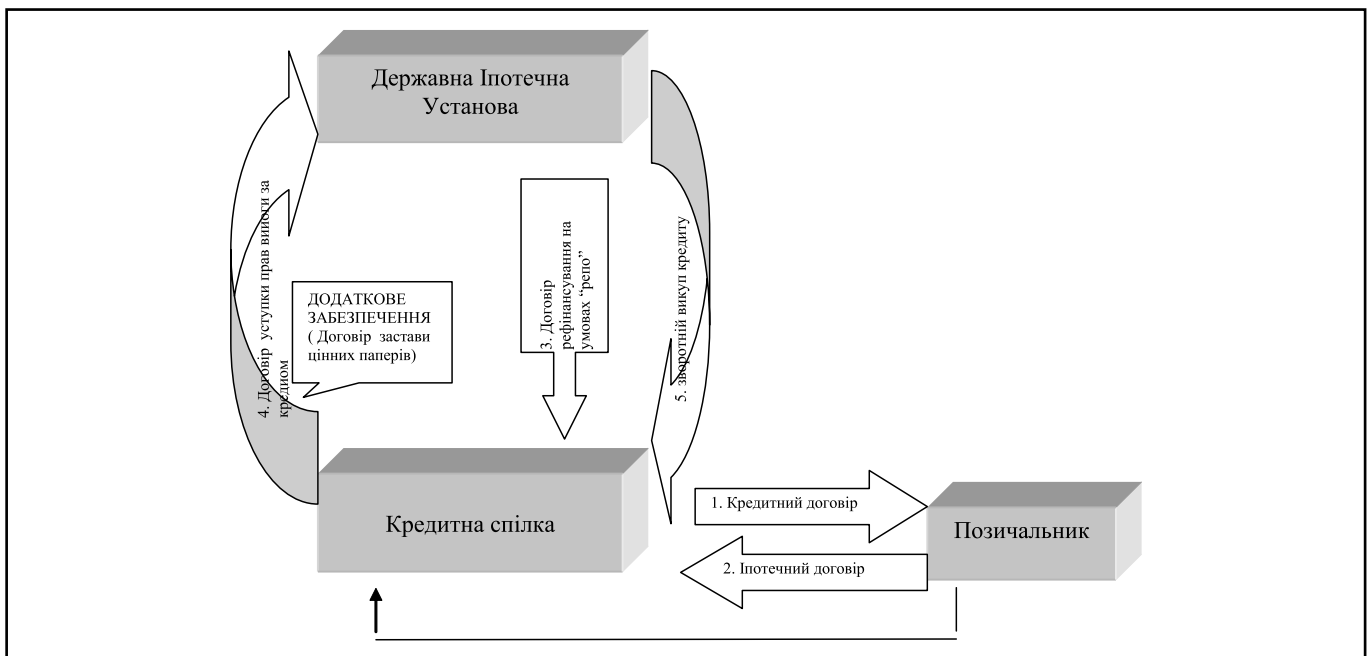 Державна Іпотечна
Установа
4. Договір уступки прав вимоги за
кредиом
ДОДАТКОВЕ
ЗАБЕЗПЕЧЕННЯ
( Договір застави
цінних паперів)
3. Договір
рефінансування на
умовах “репо”
5. зворотній викуп кредиту
Кредитна спілка
1. Кредитний договір
2. Іпотечний договір
Позичальник